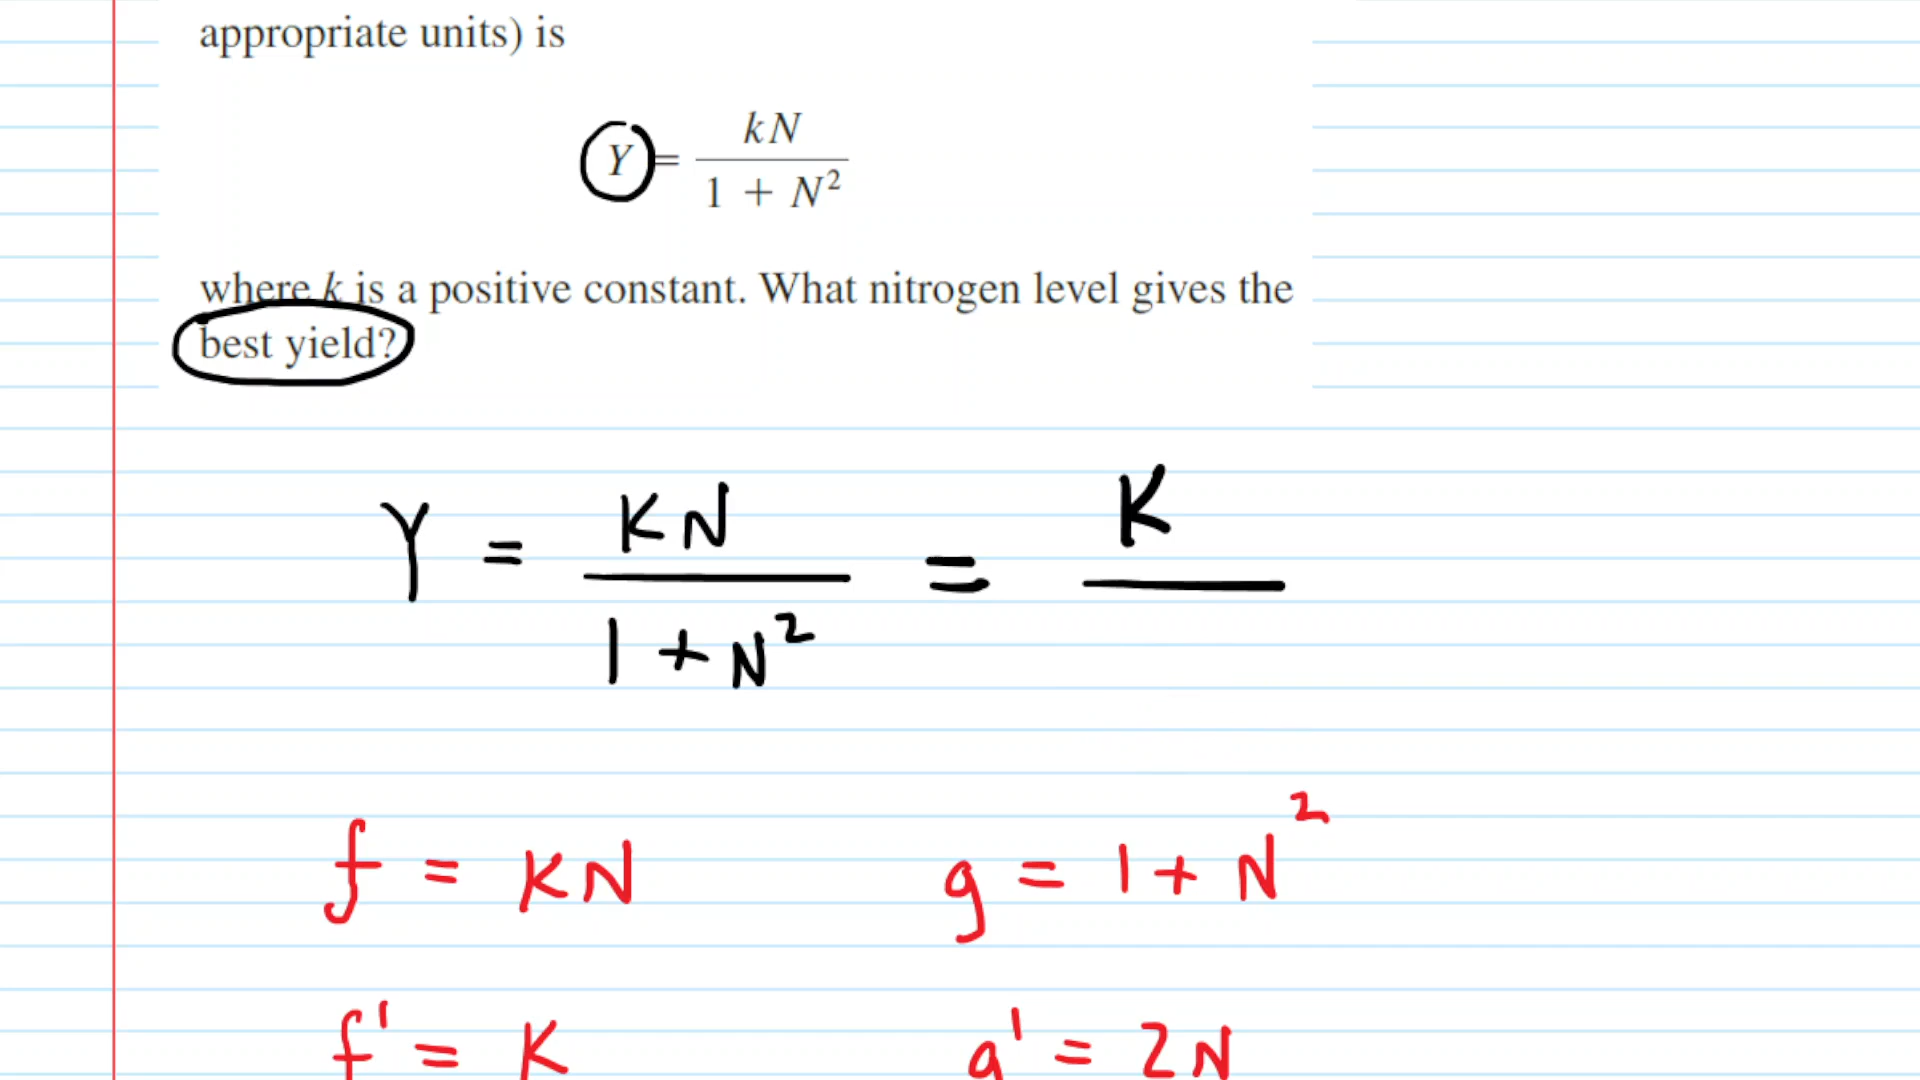 appropriate units) is
Y = kN / 1 + N²
where k is a positive constant. What nitrogen level gives the
best yield?
Y = KN / 1 + N² = K
f = KN g = 1 + N²
f' = K g' = 2N